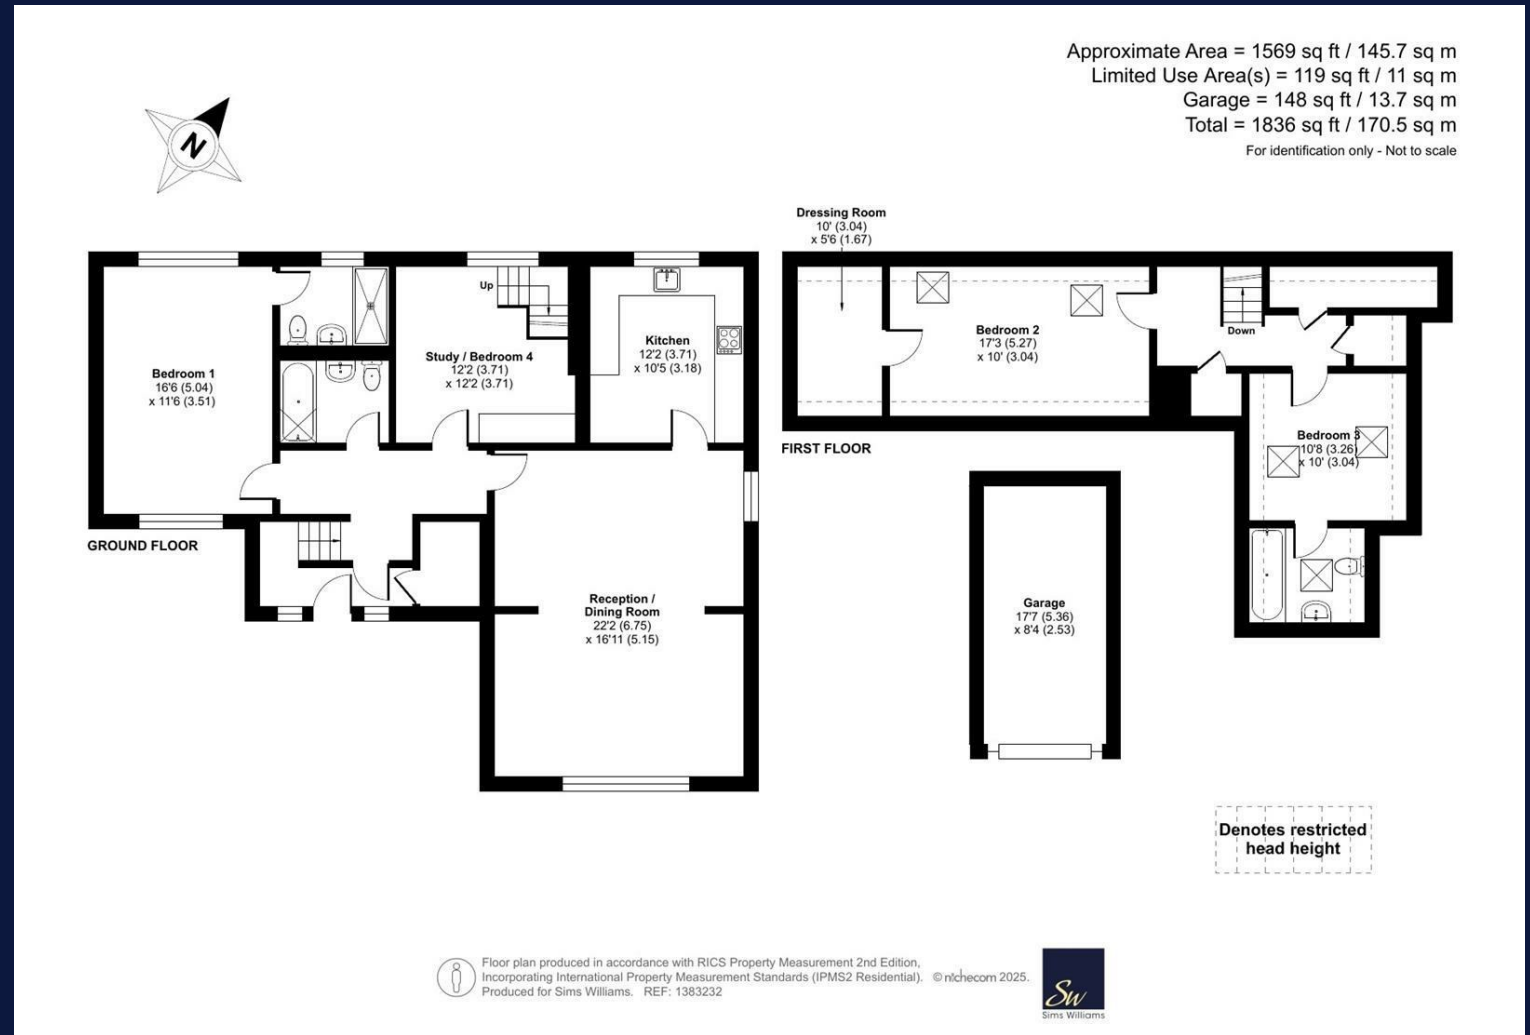 Approximate Area = 1569 sq ft / 145.7 sq m
Limited Use Area(s) = 119 sq ft / 11 sq m
Garage = 148 sq ft / 13.7 sq m
Total = 1836 sq ft / 170.5 sq m
For identification only - Not to scale
N
Dressing Room
10' (3.04)
x 5'6 (1.67)
Up
Bedroom 1
16'6 (5.04)
x 11'6 (3.51)
Study / Bedroom 4
12'2 (3.71)
x 12'2 (3.71)
Kitchen
12'2 (3.71)
x 10'5 (3.18)
Bedroom 2
17'3 (5.27)
x 10' (3.04)
Down
Bedroom 3
10'8 (3.26)
x 10' (3.04)
FIRST FLOOR
GROUND FLOOR
Reception /
Dining Room
22'2 (6.75)
x 16'11 (5.15)
Garage
17'7 (5.36)
x 8'4 (2.53)
Denotes restricted
head height
Floor plan produced in accordance with RICS Property Measurement 2nd Edition,
Incorporating International Property Measurement Standards (IPMS2 Residential). © nichecom 2025.
Produced for Sims Williams. REF: 1383232
Sw
Sims Williams